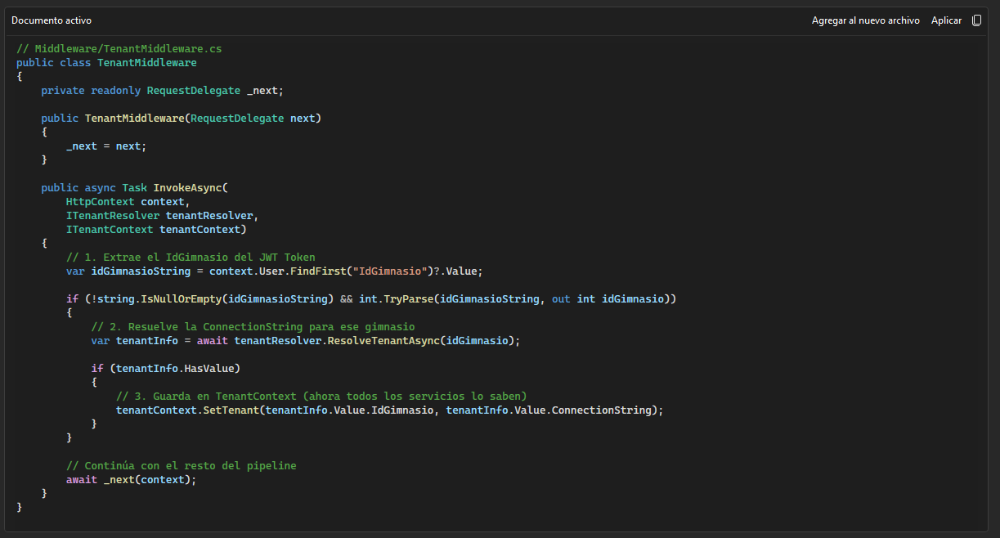 Documento activo
Agregar al nuevo archivo Aplicar
// Middleware/TenantMiddleware.cs
public class TenantMiddleware
{
    private readonly RequestDelegate _next;

    public TenantMiddleware(RequestDelegate next)
    {
        _next = next;
    }

    public async Task InvokeAsync(
        HttpContext context,
        ITenantResolver tenantResolver,
        ITenantContext tenantContext)
    {
        // 1. Extrae el IdGimnasio del JWT Token
        var idGimnasioString = context.User.FindFirst("IdGimnasio")?.Value;

        if (!string.IsNullOrEmpty(idGimnasioString) && int.TryParse(idGimnasioString, out int idGimnasio))
        {
            // 2. Resuelve la ConnectionString para ese gimnasio
            var tenantInfo = await tenantResolver.ResolveTenantAsync(idGimnasio);

            if (tenantInfo.HasValue)
            {
                // 3. Guarda en TenantContext (ahora todos los servicios lo saben)
                tenantContext.SetTenant(tenantInfo.Value.IdGimnasio, tenantInfo.Value.ConnectionString);
            }
        }

        // Continúa con el resto del pipeline
        await _next(context);
    }
}